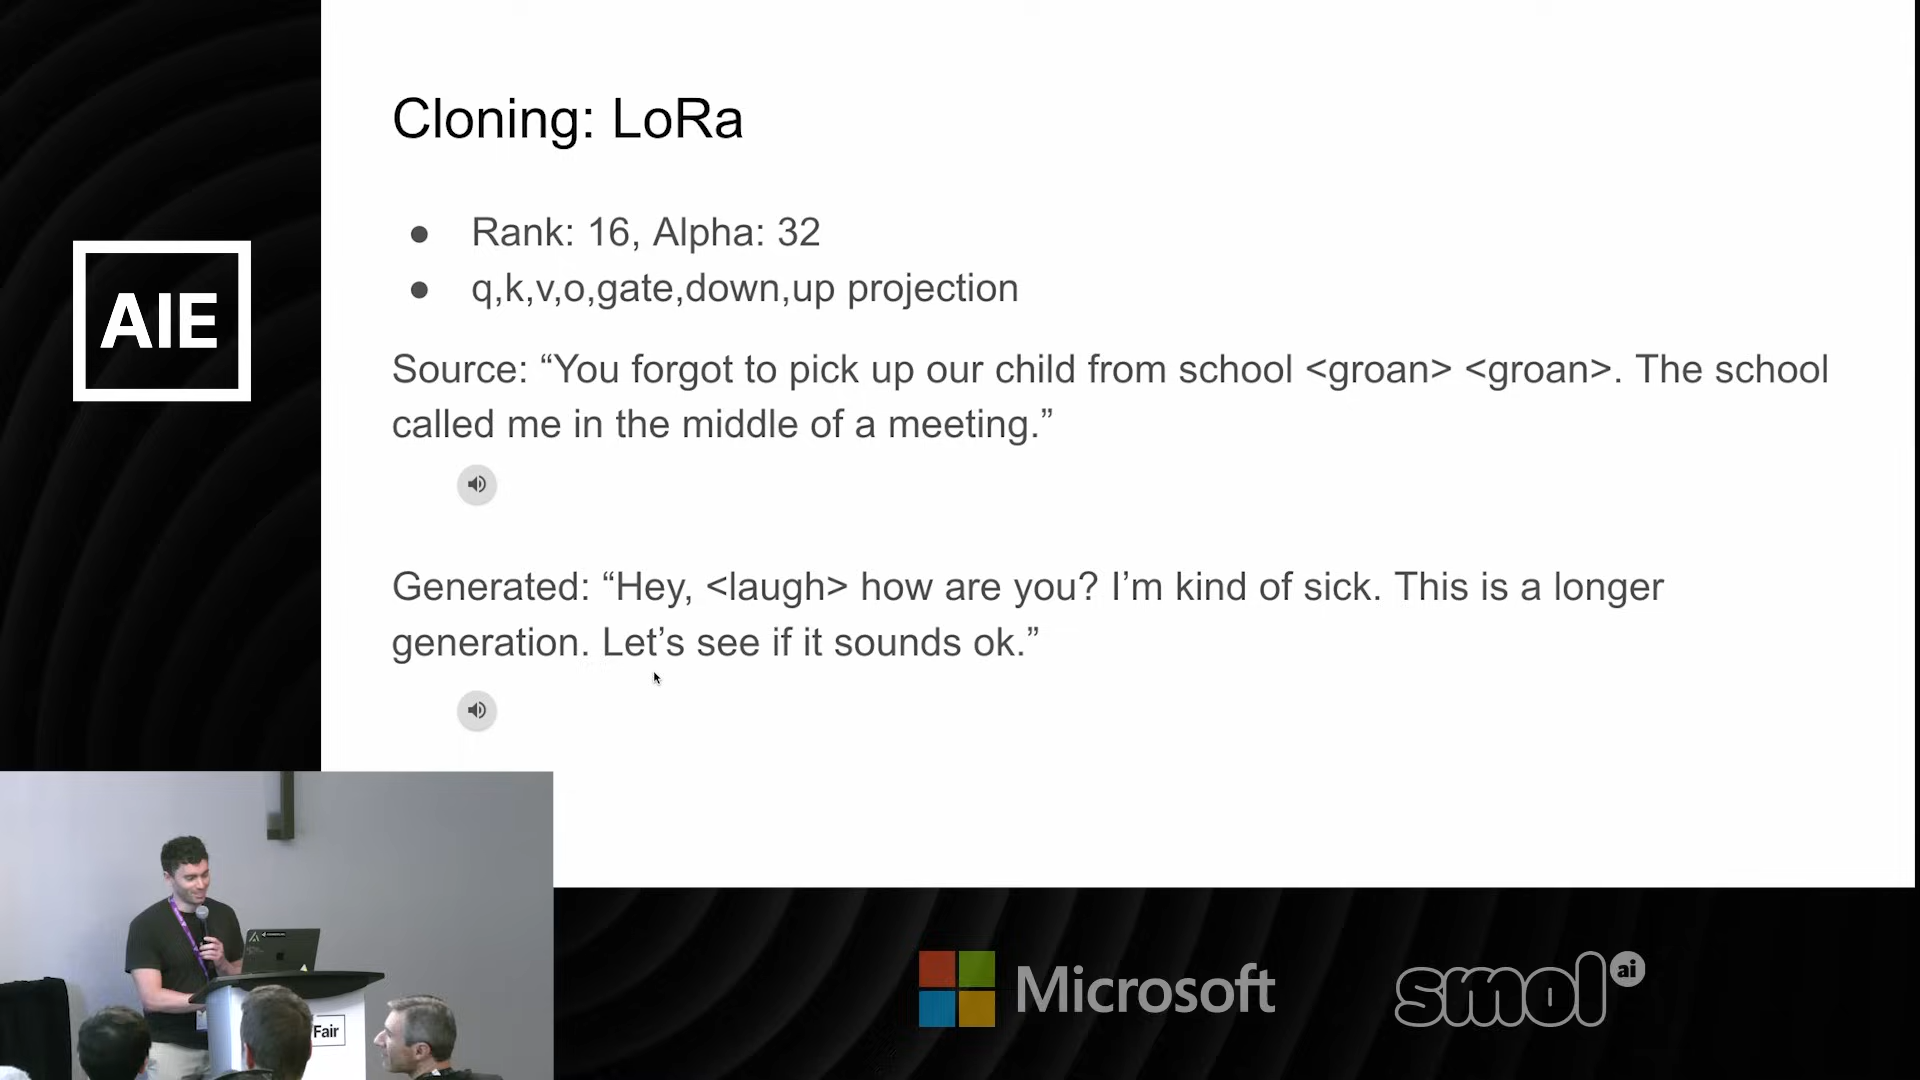 Cloning: LoRa
● Rank: 16, Alpha: 32
● q,k,v,o,gate,down,up projection
Source: “You forgot to pick up our child from school <groan> <groan>. The school
called me in the middle of a meeting.”
Generated: “Hey, <laugh> how are you? I’m kind of sick. This is a longer
generation. Let’s see if it sounds ok.”
AIE
Fair
Microsoft
smol ai